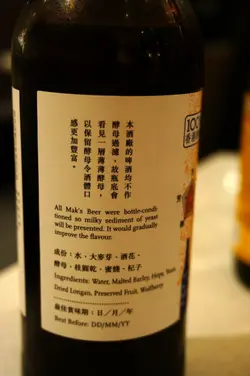 本酒廠的啤酒均不作
酵母過濾，故瓶底會
看見一層薄薄酵母，
以保留酵母令酒體口
感更加豐富。
All Mak's Beer were bottle-condi
tioned so milky sediment of yeast
will be presented. It would gradually
improve the flavour.
成份：水、大麥芽、酒花、
酵母、桂圓乾、蜜餞、杞子
Ingredients: Water, Malted Barley, Hops, Yeast,
Dried Longan, Preserved Fruit, Wolfberry
最佳賞味期：日／月／年
Best Before: DD/MM/YY
100%
香港